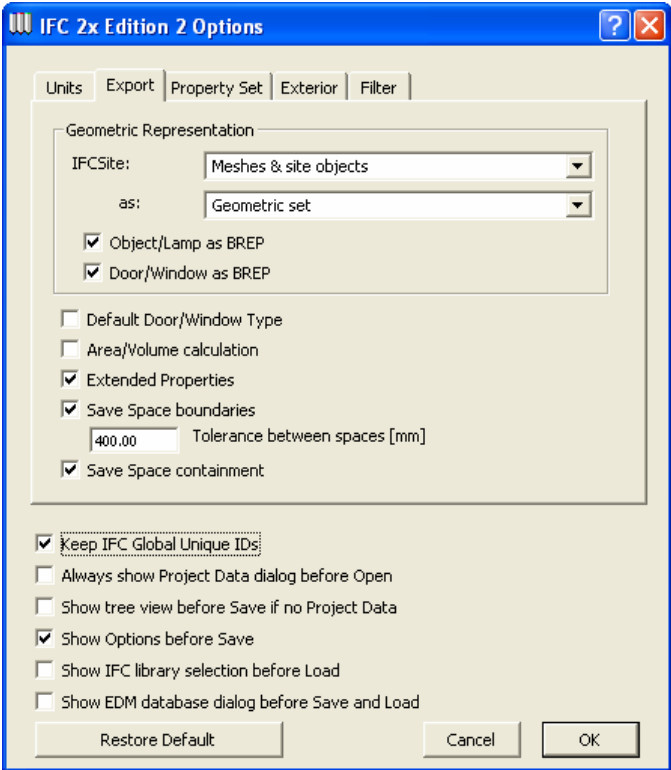 IFC 2x Edition 2 Options
Units Export Property Set Exterior Filter
Geometric Representation
IFCSite: Meshes & site objects
as: Geometric set
Object/Lamp as BREP
Door/Window as BREP
Default Door/Window Type
Area/Volume calculation
Extended Properties
Save Space boundaries
400.00 Tolerance between spaces [mm]
Save Space containment
Keep IFC Global Unique IDs
Always show Project Data dialog before Open
Show tree view before Save if no Project Data
Show Options before Save
Show IFC library selection before Load
Show EDM database dialog before Save and Load
Restore Default Cancel OK